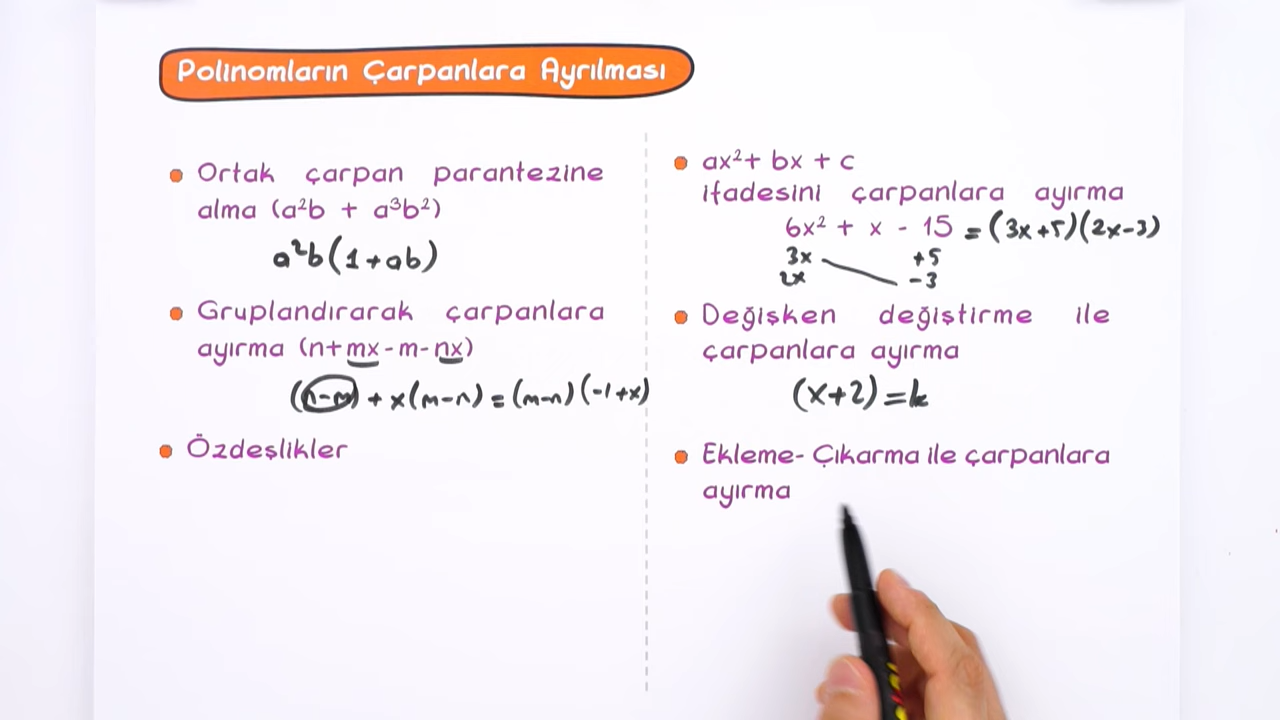 Polinomların Çarpanlara Ayrılması
Ortak çarpan parantezine
alma (a²b + a³b²)
a²b(1+ab)
Gruplandırarak çarpanlara
ayırma (n+mx-m-nx)
(n-m) + x(m-n) = (m-n)(-1+x)
Özdeşlikler
ax²+ bx + c
ifadesini çarpanlara ayırma
6x² + x - 15 = (3x+5)(2x-3)
3x +5
2x -3
Değişken değiştirme ile
çarpanlara ayırma
(x+2)=k
Ekleme- Çıkarma ile çarpanlara
ayırma